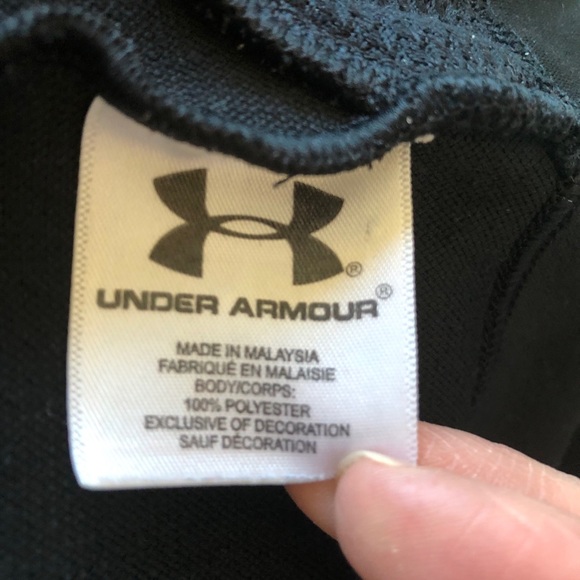 ®
UNDER ARMOUR®
MADE IN MALAYSIA
FABRIQUÉ EN MALAISIE
BODY/CORPS:
100% POLYESTER
EXCLUSIVE OF DECORATION
SAUF DÉCORATION